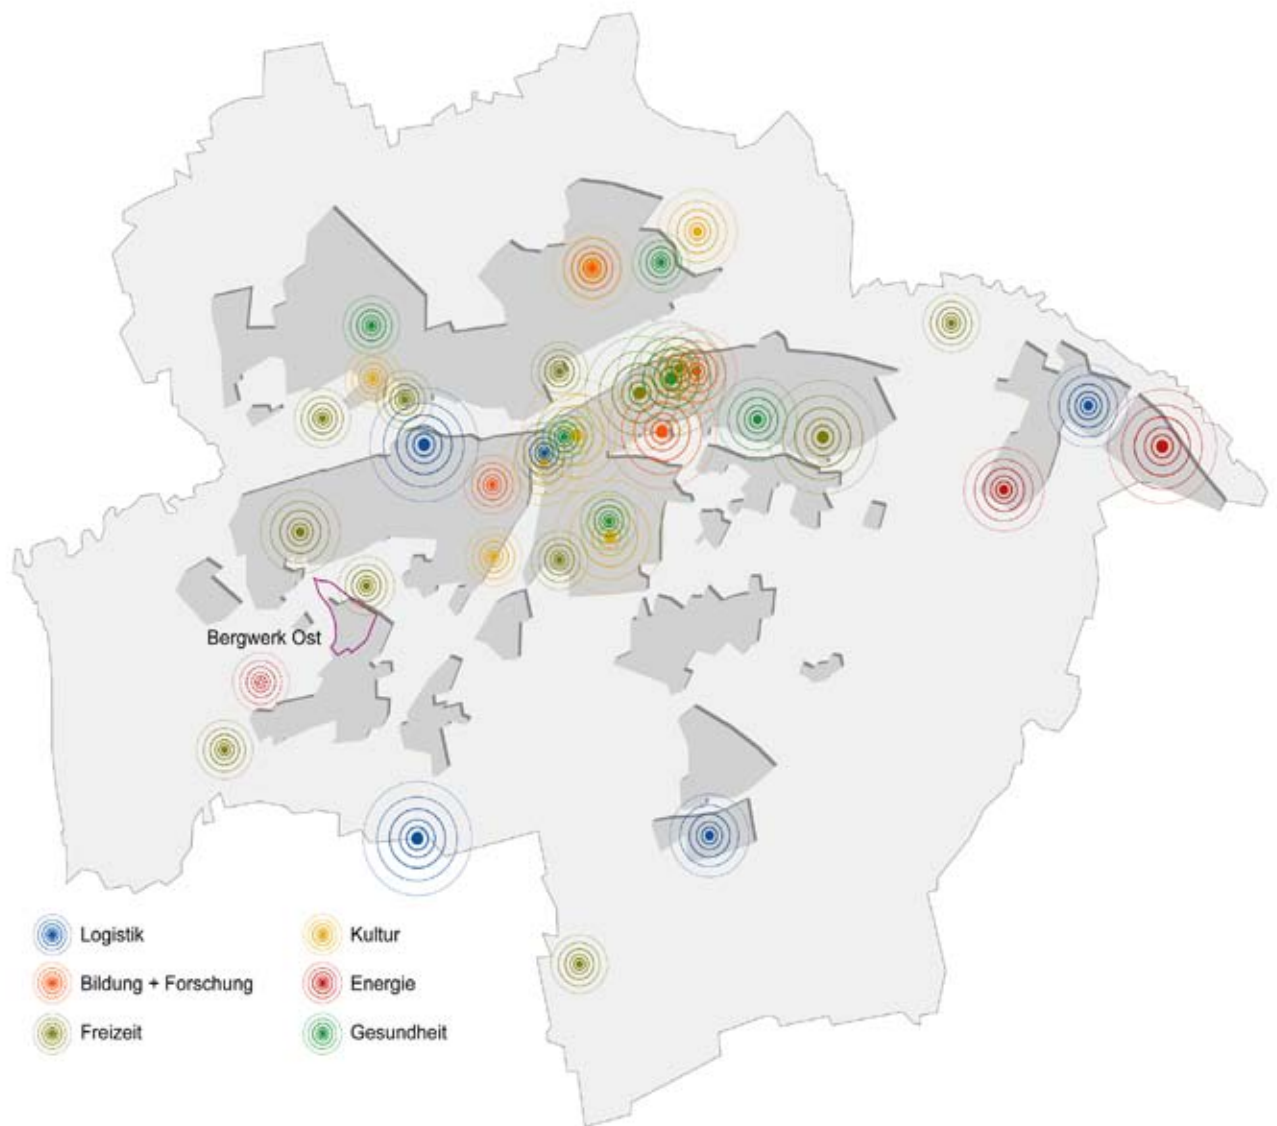 Bergwerk Ost
Logistik
Bildung + Forschung
Freizeit
Kultur
Energie
Gesundheit